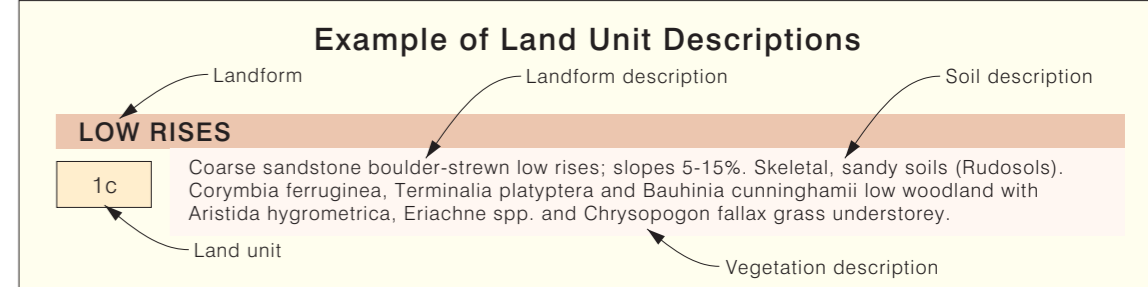 Example of Land Unit Descriptions
Landform
Landform description
Soil description
LOW RISES
1c
Coarse sandstone boulder-strewn low rises; slopes 5-15%. Skeletal, sandy soils (Rudosols).
Corymbia ferruginea, Terminalia platyptera and Bauhinia cunninghamii low woodland with
Aristida hygrometrica, Eriachne spp. and Chrysopogon fallax grass understorey.
Land unit
Vegetation description